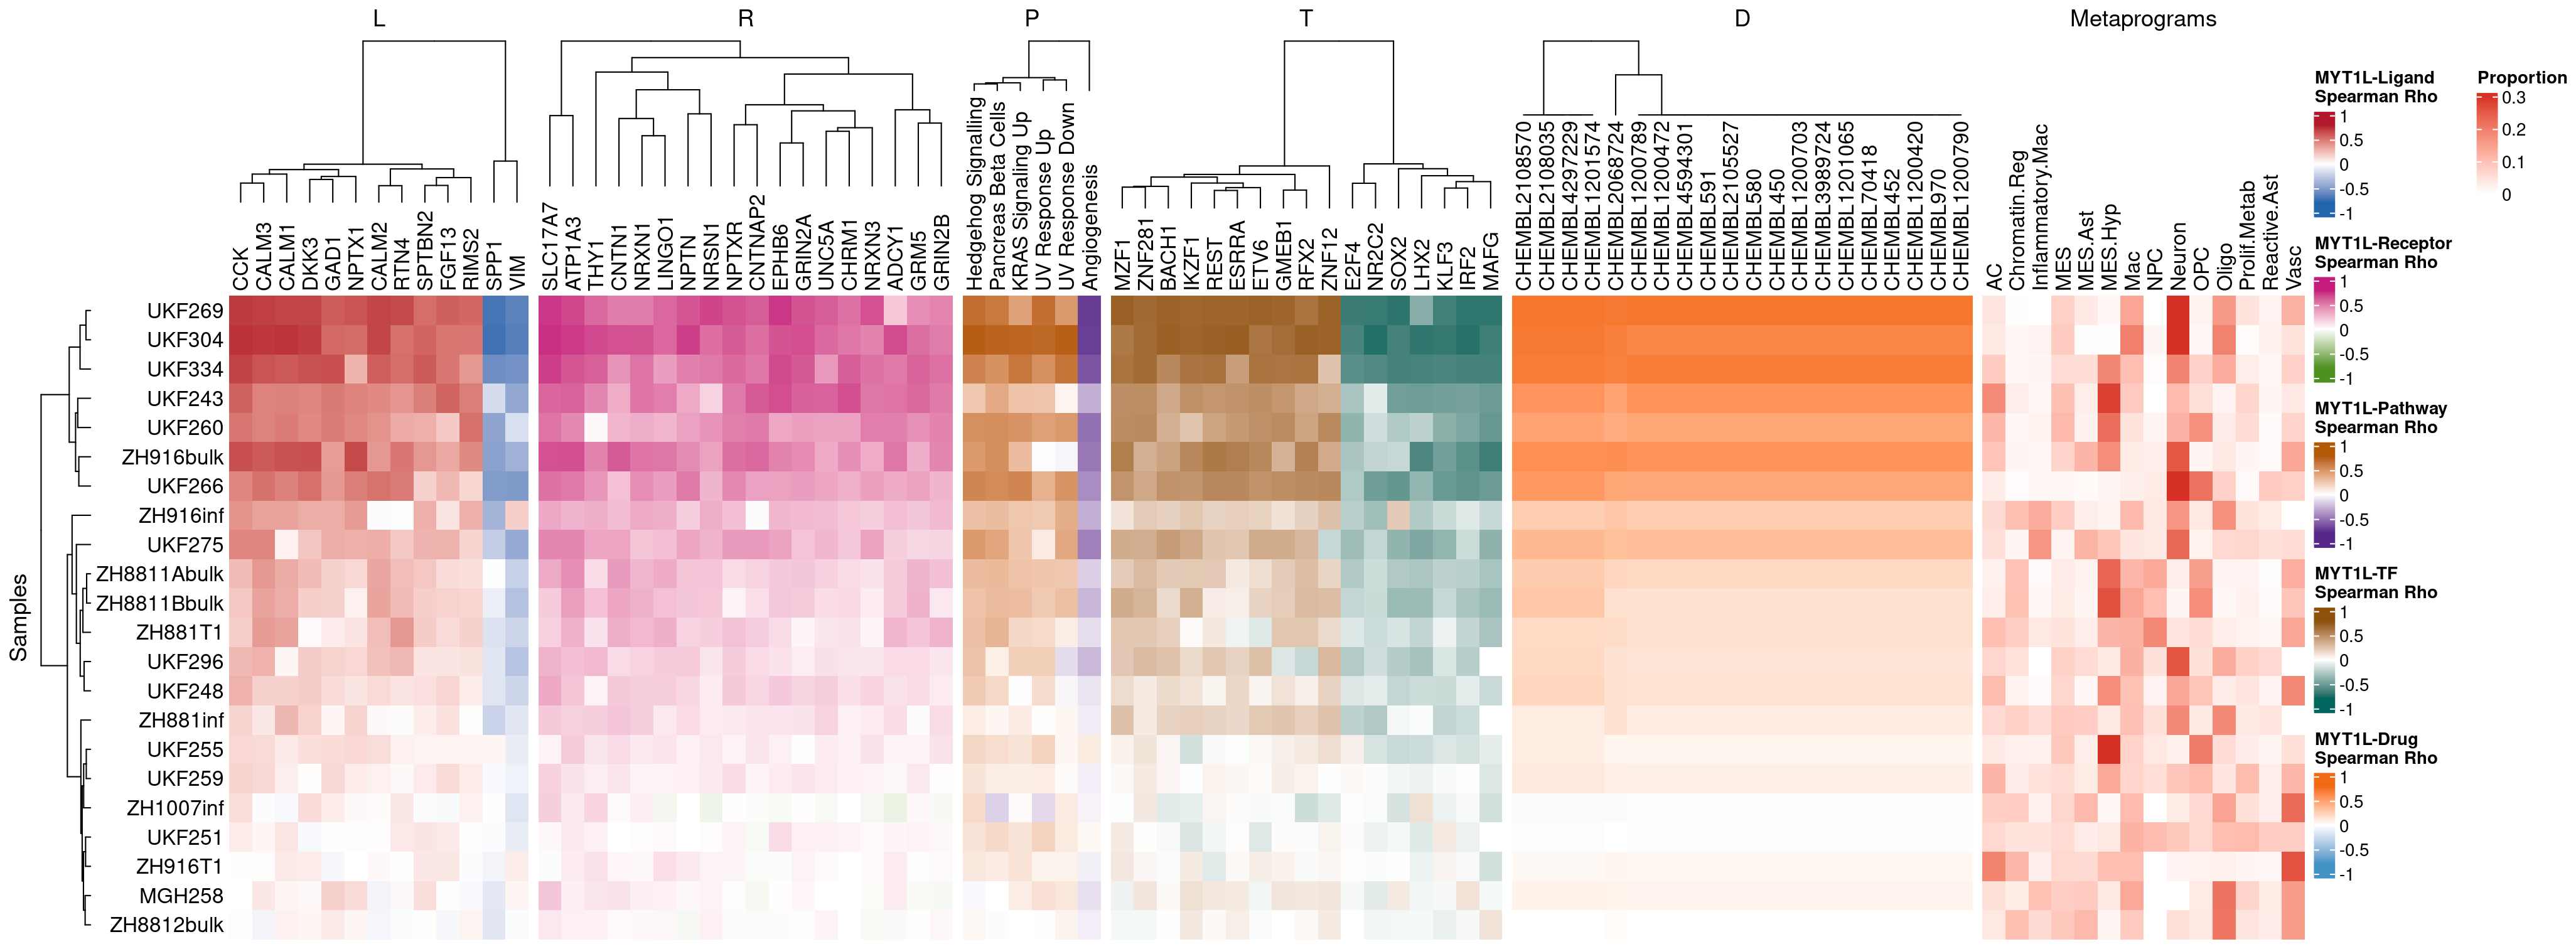 L
R
P
T
D
Metaprograms
CCK
CALM3
CALM1
DKK3
GAD1
NPTX1
CALM2
RTN4
SPTBN2
FGF13
RIMS2
SPP1
VIM
SLC17A7
ATP1A3
THY1
CNTN1
NRXN1
LINGO1
NPTN
NRSN1
NPTXR
CNTNAP2
EPHB6
GRIN2A
UNC5A
CHRM1
NRXN3
ADCY1
GRM5
GRIN2B
Hedgehog Signalling
Pancreas Beta Cells
KRAS Signaling Up
UV Response Up
UV Response Down
Angiogenesis
MZF1
ZNF281
BACH1
IKZF1
REST
ESRRA
ETV6
GMEB1
RFX2
ZNF12
E2F4
NR2C2
SOX2
LHX2
KLF3
IRF2
MAFG
CHEMBL2108570
CHEMBL2108035
CHEMBL4297229
CHEMBL1201574
CHEMBL2068724
CHEMBL1200789
CHEMBL1200472
CHEMBL4594301
CHEMBL591
CHEMBL2105527
CHEMBL580
CHEMBL450
CHEMBL1200703
CHEMBL3989724
CHEMBL1201065
CHEMBL70418
CHEMBL452
CHEMBL1200420
CHEMBL970
CHEMBL1200790
AC
Chromatin.Reg
Inflammatory.Mac
MES
MES.Ast
MES.Hyp
Mac
NPC
Neuron
OPC
Oligo
Prolif.Metab
Reactive.Ast
Vasc
Samples
UKF269
UKF304
UKF334
UKF243
UKF260
ZH916bulk
UKF266
ZH916inf
UKF275
ZH8811Abulk
ZH8811Bbulk
ZH881T1
UKF296
UKF248
ZH881inf
UKF255
UKF259
ZH1007inf
UKF251
ZH916T1
MGH258
ZH8812bulk
MYT1L-Ligand
Spearman Rho
1
0.5
0
-0.5
-1
MYT1L-Receptor
Spearman Rho
1
0.5
0
-0.5
-1
MYT1L-Pathway
Spearman Rho
1
0.5
0
-0.5
-1
MYT1L-TF
Spearman Rho
1
0.5
0
-0.5
-1
MYT1L-Drug
Spearman Rho
1
0.5
0
-0.5
-1
Proportion
0.3
0.2
0.1
0